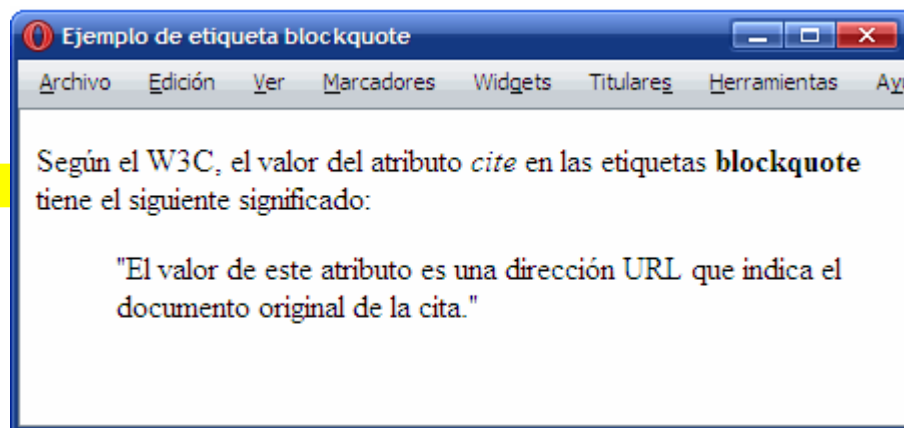 Ejemplo de etiqueta blockquote
Archivo Edición Ver Marcadores Widgets Titulares Herramientas Ay
Según el W3C, el valor del atributo cite en las etiquetas blockquote
tiene el siguiente significado:
"El valor de este atributo es una dirección URL que indica el
documento original de la cita."